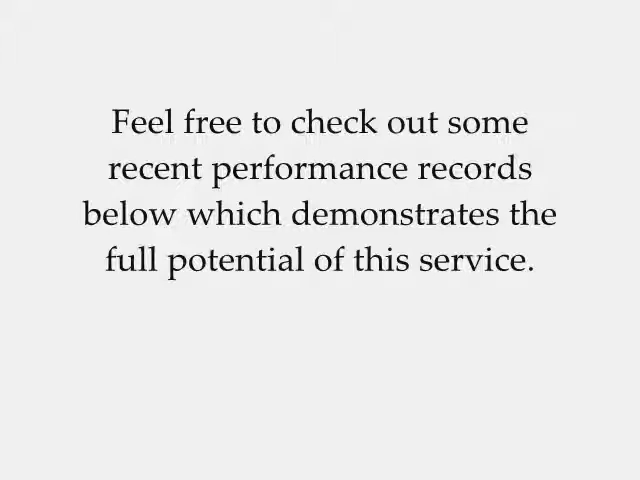 Feel free to check out some
recent performance records
below which demonstrates the
full potential of this service.